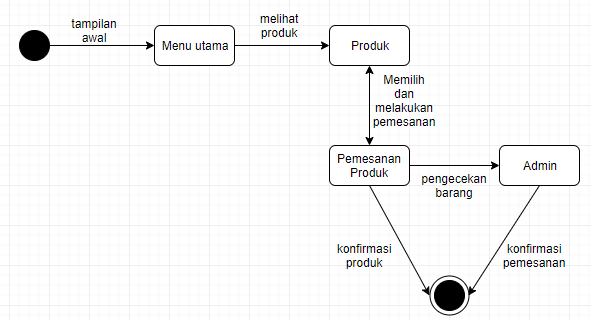 tampilan
awal
Menu utama
melihat
produk
Produk
Memilih
dan
melakukan
pemesanan
Pemesanan
Produk
pengecekan
barang
Admin
konfirmasi
produk
konfirmasi
pemesanan